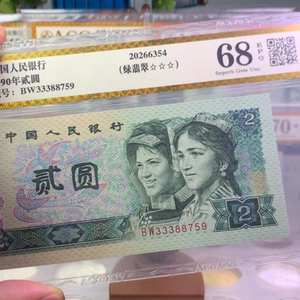 国人民银行
20266354
68
EPQ
90年贰圆
(绿翡翠☆☆☆)
Superb Gem Unc
号: BW33388759
中国人民银行
2
贰圆
BW33388759
2